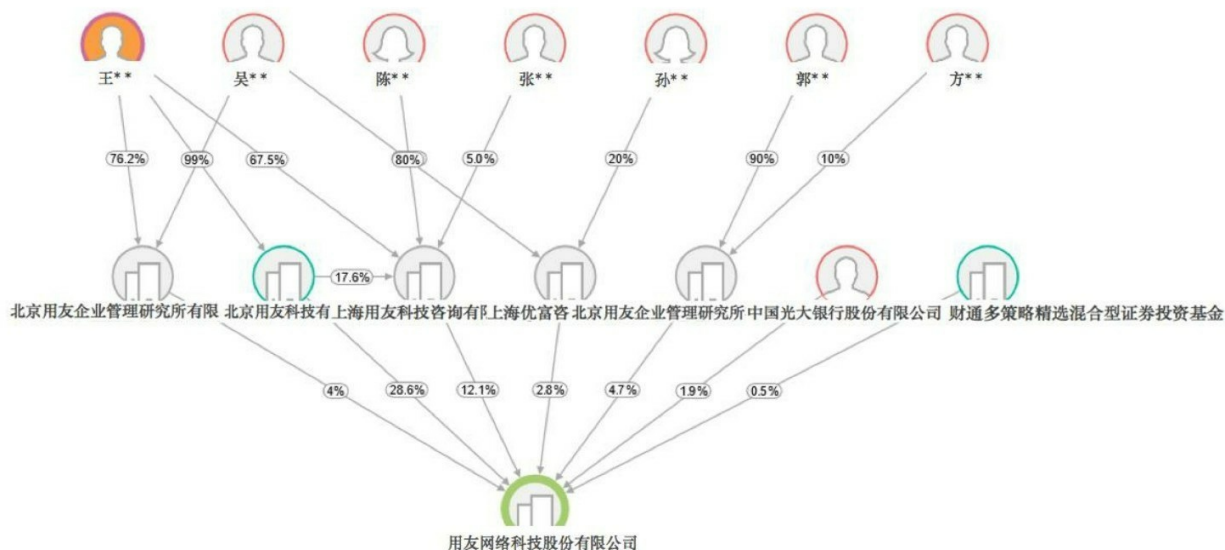 王**
吴**
陈**
张**
孙**
郭**
方**
76.2%
99%
67.5%
80%
5.0%
20%
90%
10%
17.6%
北京用友企业管理研究所有限
北京用友科技有
上海用友科技咨询有
上海优富咨
北京用友企业管理研究所
中国光大银行股份有限公司
财通多策略精选混合型证券投资基金
4%
28.6%
12.1%
2.8%
4.7%
1.9%
0.5%
用友网络科技股份有限公司